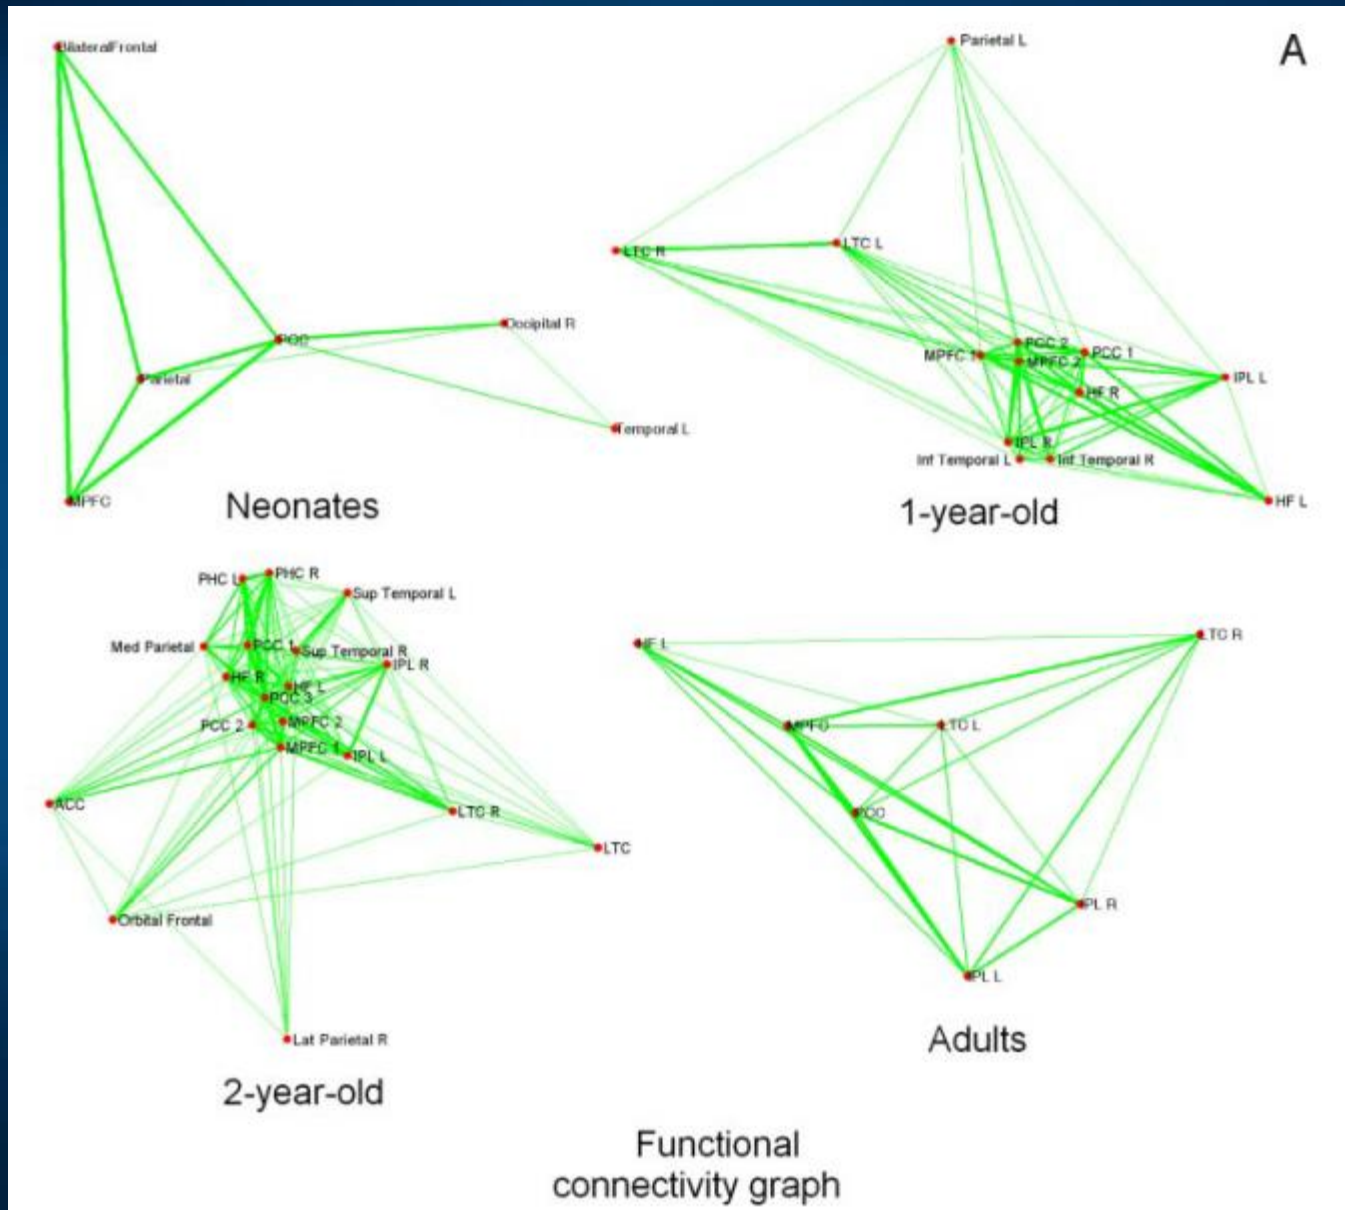 A
BilateralFrontal
PCC
Occipital R
Parietal
Temporal L
MPFC
Neonates
Parietal L
LTC R
LTC L
PCC 2
MPFC 1
PCC 1
MPFC 2
IPL L
HF R
IPL R
Inf Temporal L
Inf Temporal R
HF L
1-year-old
PHC L
PHC R
Sup Temporal L
Med Parietal
PCC 1
Sup Temporal R
IPL R
HF R
HF L
PCC 3
PCC 2
MPFC 2
MPFC 1
IPL L
ACC
LTC R
LTC
Orbital Frontal
Lat Parietal R
2-year-old
HF L
LTC R
MPFC
LTC L
PCC
IPL R
IPL L
Adults
Functional
connectivity graph